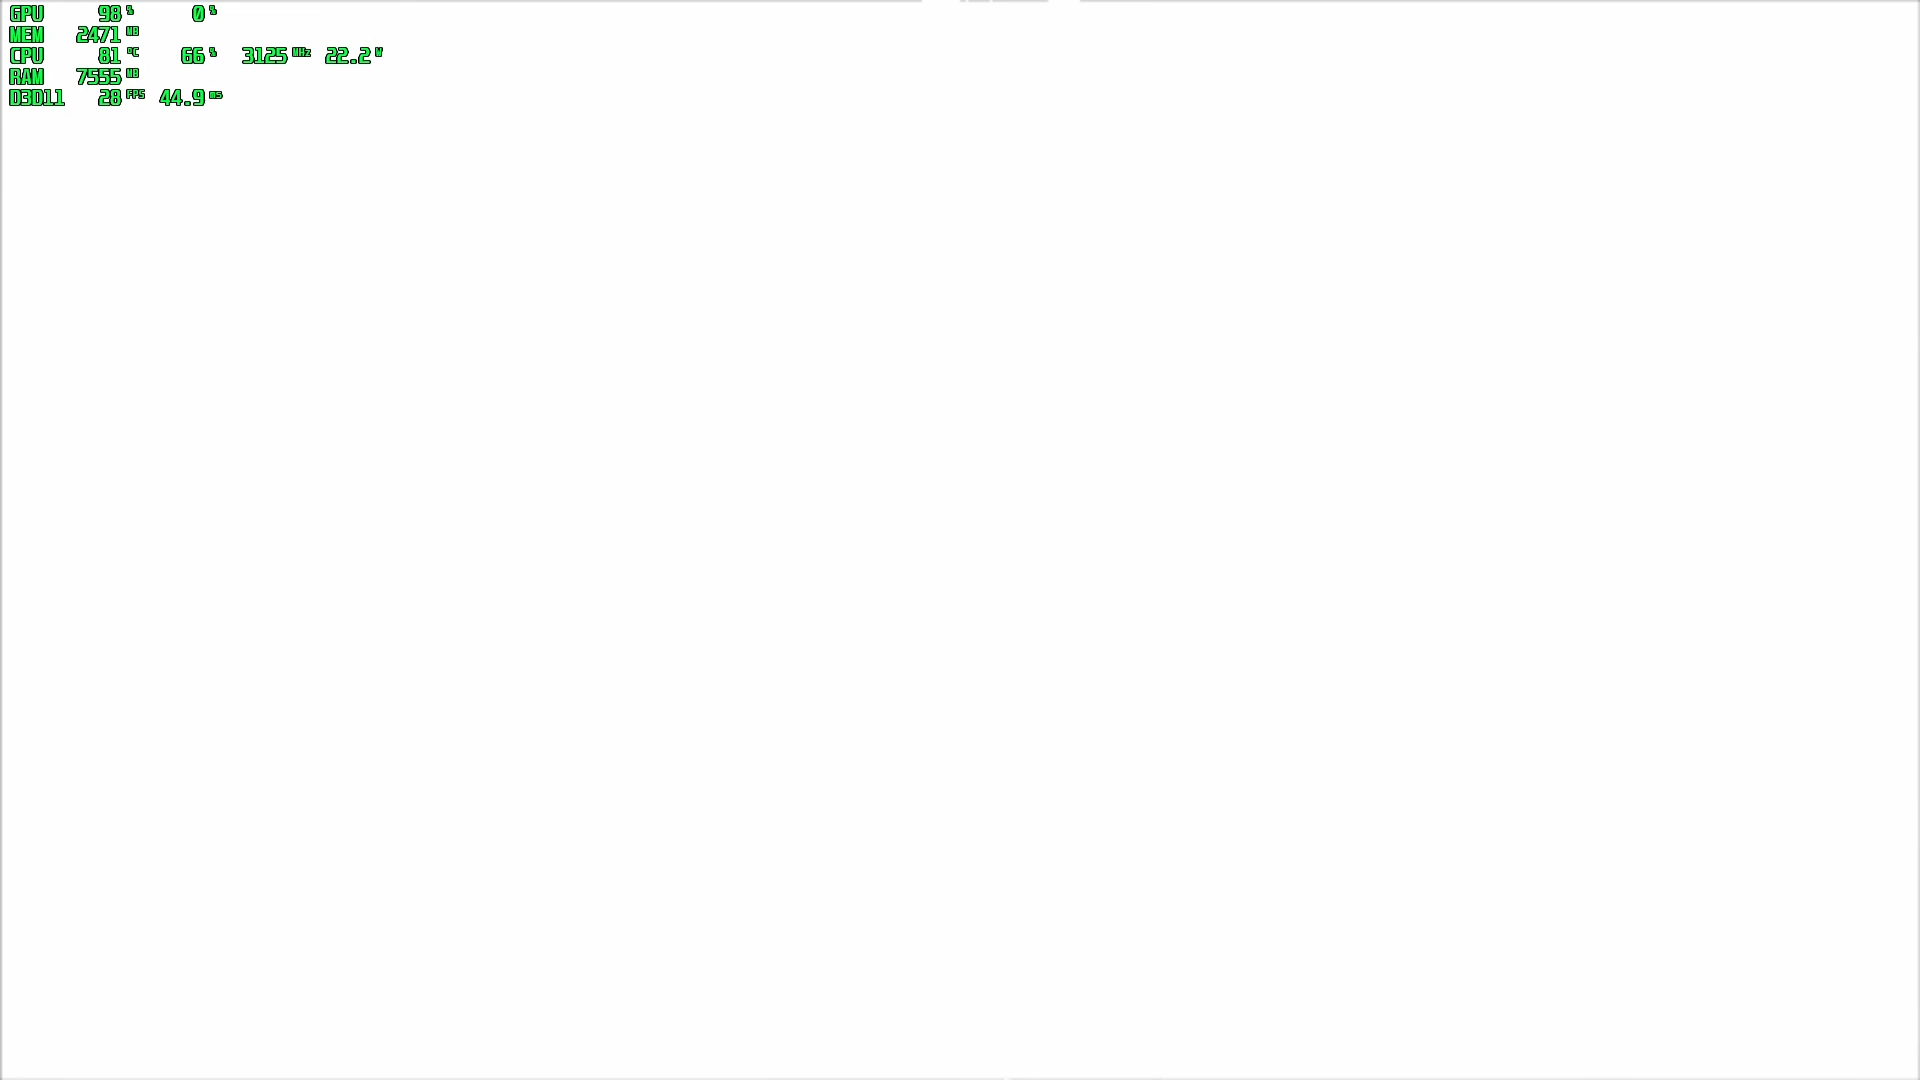 GPU 98 % 0 %
MEM 2471 MB
CPU 81 °C 66 % 3125 MHz 22.2 W
RAM 7555 MB
D3D11 28 FPS 44.9 ms